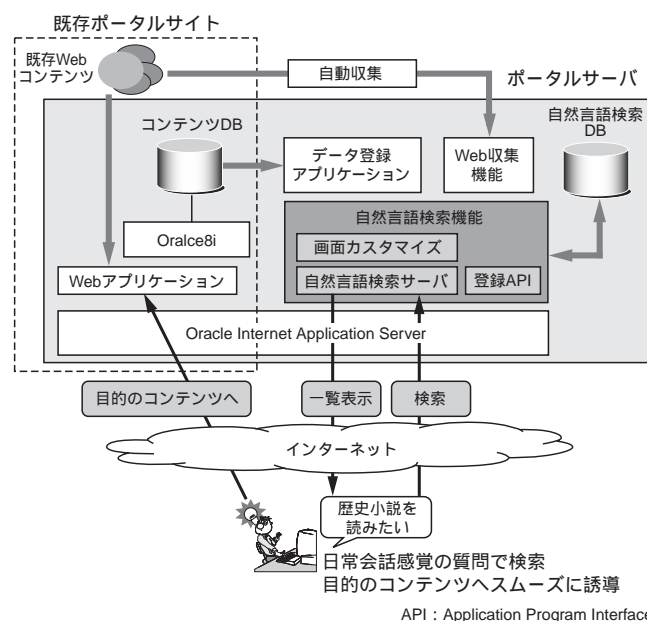 既存ポータルサイト
既存Web
コンテンツ
自動収集
ポータルサーバ
コンテンツDB
自然言語検索
DB
データ登録
アプリケーション
Web収集
機能
Oralce8i
自然言語検索機能
画面カスタマイズ
Webアプリケーション
自然言語検索サーバ
登録API
Oracle Internet Application Server
目的のコンテンツへ
一覧表示
検索
インターネット
歴史小説を
読みたい
日常会話感覚の質問で検索
目的のコンテンツへスムーズに誘導
API：Application Program Interface